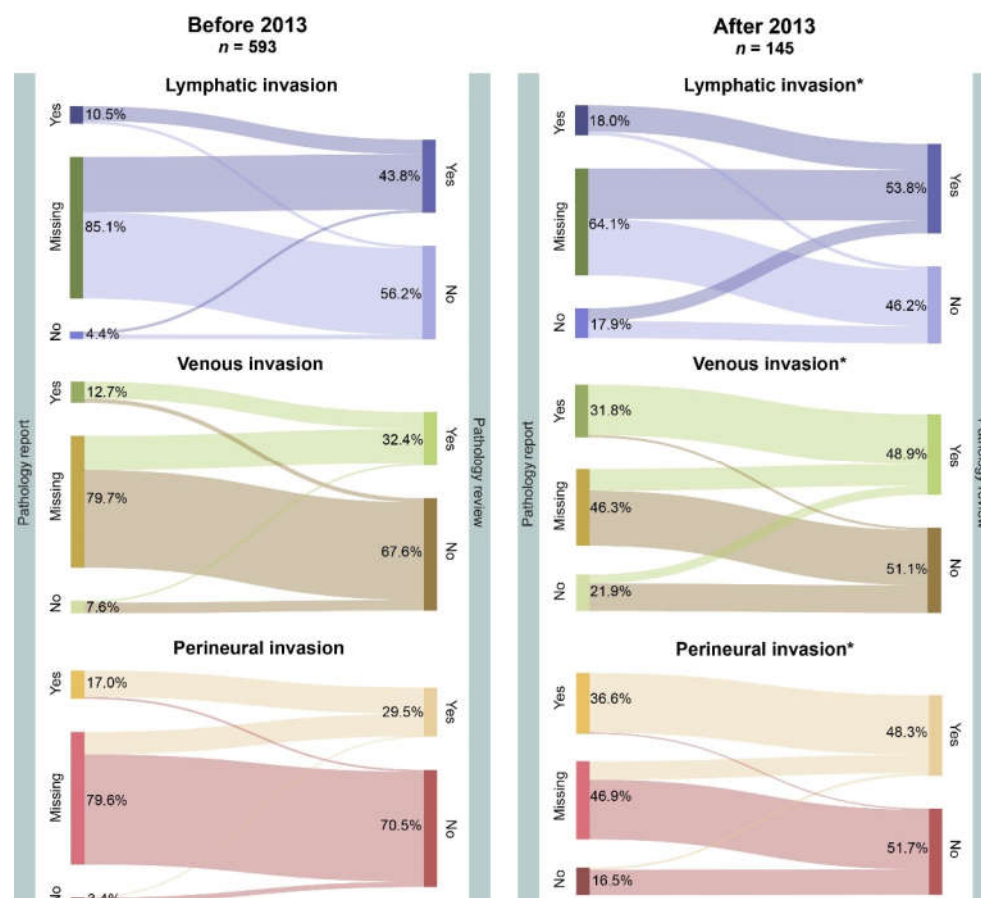 Before 2013
n = 593
Pathology report
Pathology review
Lymphatic invasion
Yes
10.5%
Missing
85.1%
No
4.4%
43.8%
Yes
56.2%
No
Venous invasion
Yes
12.7%
Missing
79.7%
No
7.6%
32.4%
Yes
67.6%
No
Perineural invasion
Yes
17.0%
Missing
79.6%
No
3.4%
29.5%
Yes
70.5%
No
After 2013
n = 145
Pathology report
review
Lymphatic invasion*
Yes
18.0%
Missing
64.1%
No
17.9%
53.8%
Yes
46.2%
No
Venous invasion*
Yes
31.8%
Missing
46.3%
No
21.9%
48.9%
Yes
51.1%
No
Perineural invasion*
Yes
36.6%
Missing
46.9%
No
16.5%
48.3%
Yes
51.7%
No